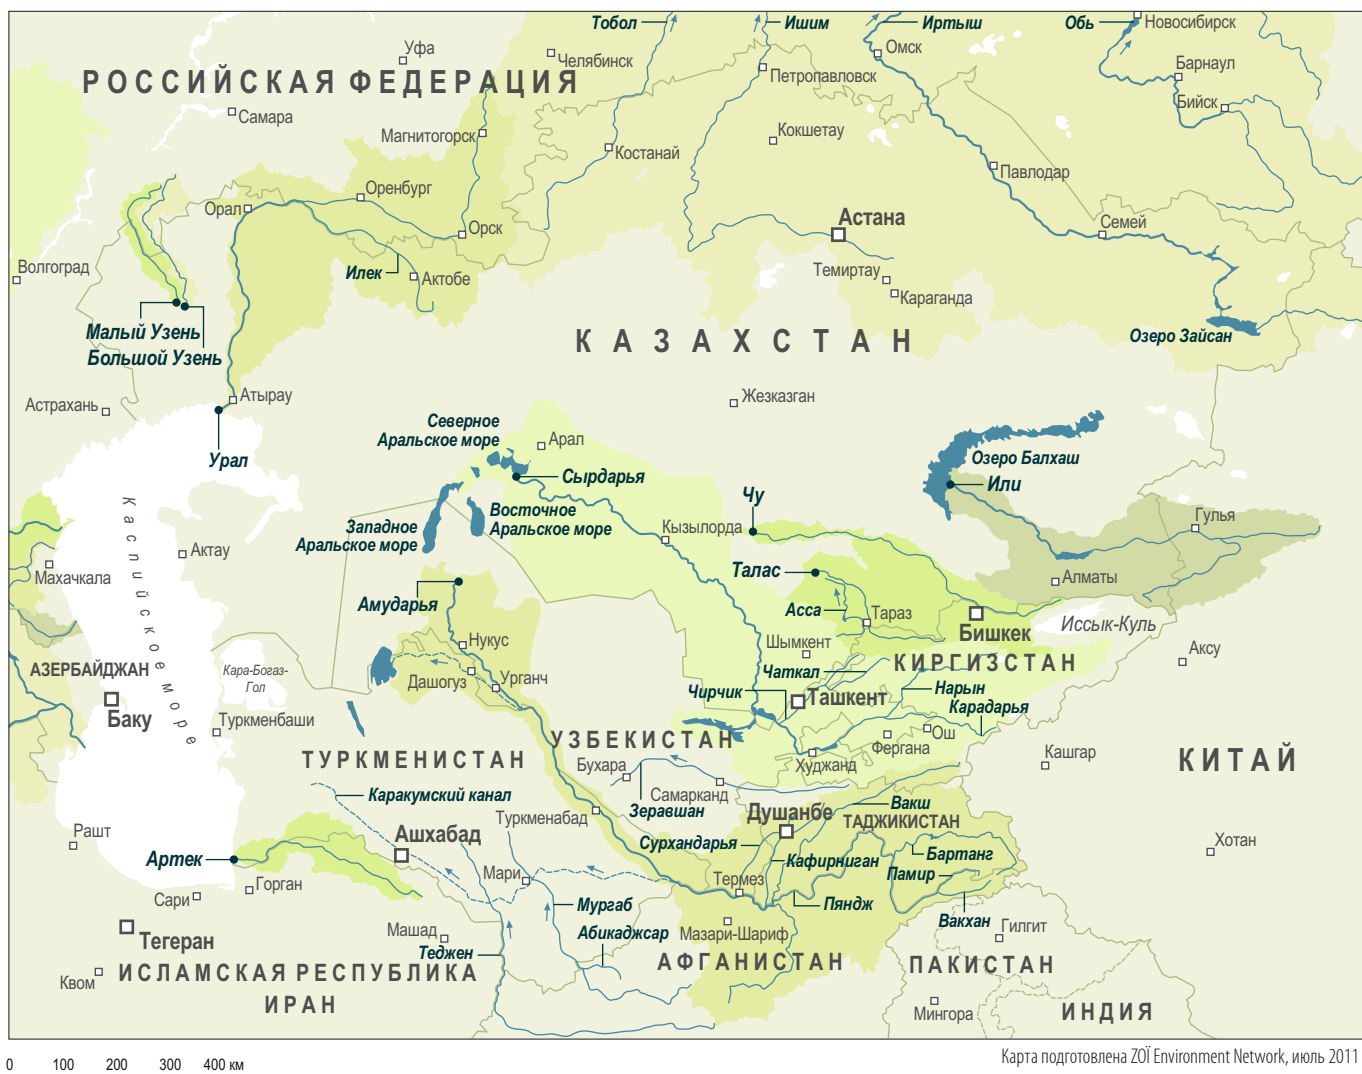 Тобол
Ишим
Иртыш
Обь
Новосибирск
Уфа
Челябинск
Омск
Петропавловск
Барнаул
РОССИЙСКАЯ ФЕДЕРАЦИЯ
Бийск
Самара
Магнитогорск
Кокшетау
Костанай
Павлодар
Оренбург
Орал
Орск
Астана
Семей
Волгоград
Илек
Актобе
Темиртау
Караганда
Малый Узень
Большой Узень
КАЗАХСТАН
Озеро Зайсан
Астрахань
Атырау
Жезказган
Урал
Северное
Аральское море
Арал
Озеро Балхаш
Сырдарья
Или
Чу
Каспийское море
Западное
Аральское море
Восточное
Аральское море
Кызылорда
Гулья
Актау
Махачкала
Талас
Алматы
Амударья
Асса
Тараз
Бишкек
Иссык-Куль
Нукус
Шымкент
КИРГИЗСТАН
Аксу
АЗЕРБАЙДЖАН
Кара-Богаз-
Гол
Дашогуз
Урганч
Чаткал
Чирчик
Ташкент
Нарын
Карадарья
Баку
Туркменбаши
УЗБЕКИСТАН
Фергана
Ош
ТУРКМЕНИСТАН
Бухара
Худжанд
Кашгар
КИТАЙ
Каракумский канал
Самарканд
Зеравшан
Туркменабад
Душанбе
Вакш
ТАДЖИКИСТАН
Рашт
Ашхабад
Сурхандарья
Хотан
Артек
Кафирниган
Бартанг
Мари
Памир
Горган
Сари
Термез
Пяндж
Мургаб
Вакхан
Тегеран
Машад
Абикаджсар
Мазари-Шариф
Гилгит
Теджен
АФГАНИСТАН
ПАКИСТАН
ИСЛАМСКАЯ РЕСПУБЛИКА
ИРАН
Квом
Мингора
ИНДИЯ
0 100 200 300 400 км
Карта подготовлена ZOÏ Environment Network, июль 2011